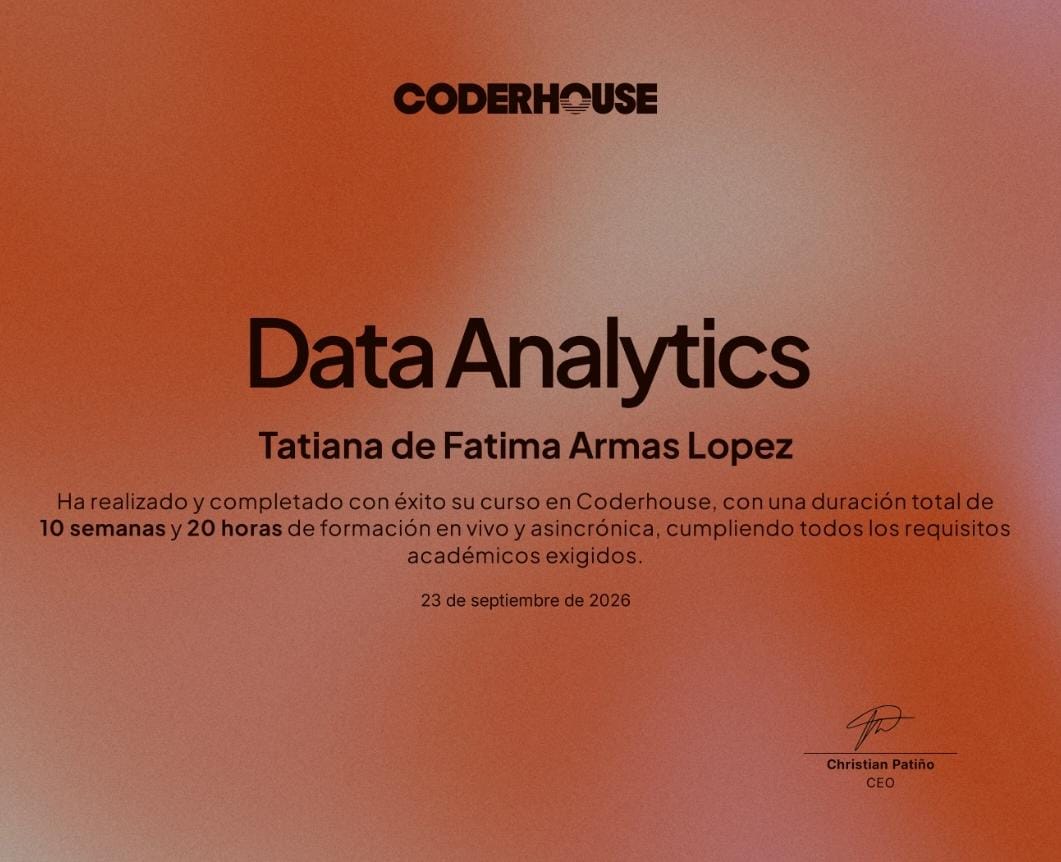 CODERHOUSE
Data Analytics
Tatiana de Fatima Armas Lopez
Ha realizado y completado con éxito su curso en Coderhouse, con una duración total de
10 semanas y 20 horas de formación en vivo y asincrónica, cumpliendo todos los requisitos
académicos exigidos.
23 de septiembre de 2026
Christian Patiño
CEO